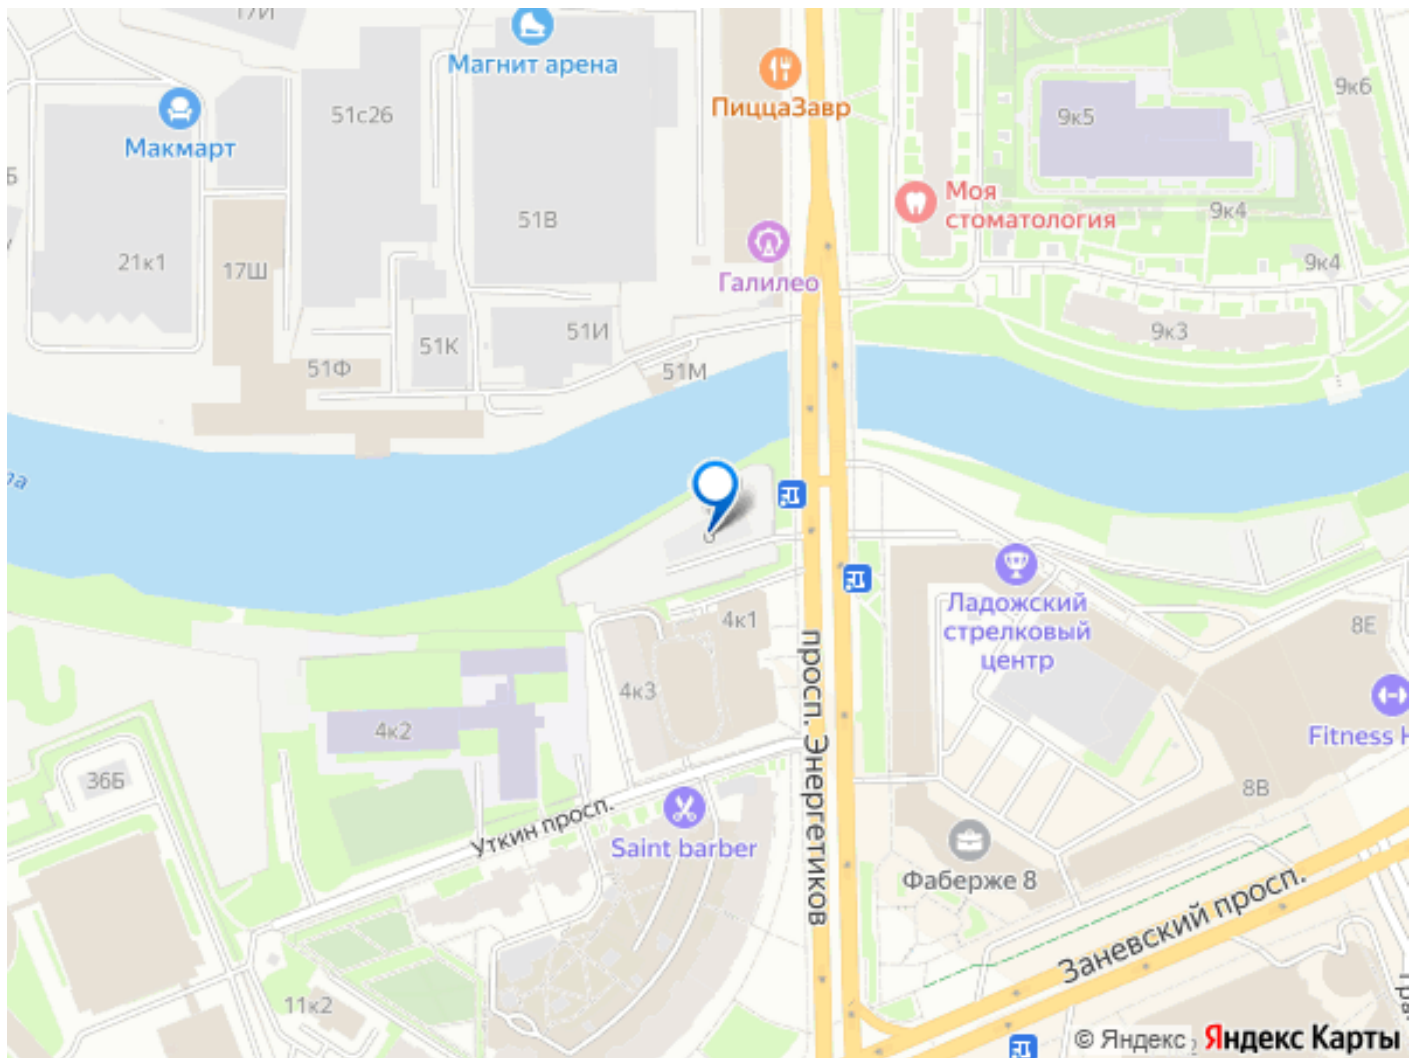 17И
Магнит арена
ПиццаЗавр
9к6
51с26
9к5
Макмарт
Моя
стоматология
9к4
51В
21к1
17Ш
Галилео
9к4
51И
51К
9к3
51Ф
51М
4к1
Ладожский
стрелковый
центр
8Е
4к3
просп. Энергетиков
4к2
Fitness
36Б
8В
Уткин просп.
Saint barber
Фаберже 8
Заневский просп.
11к2
© Яндекс
Яндекс Карты